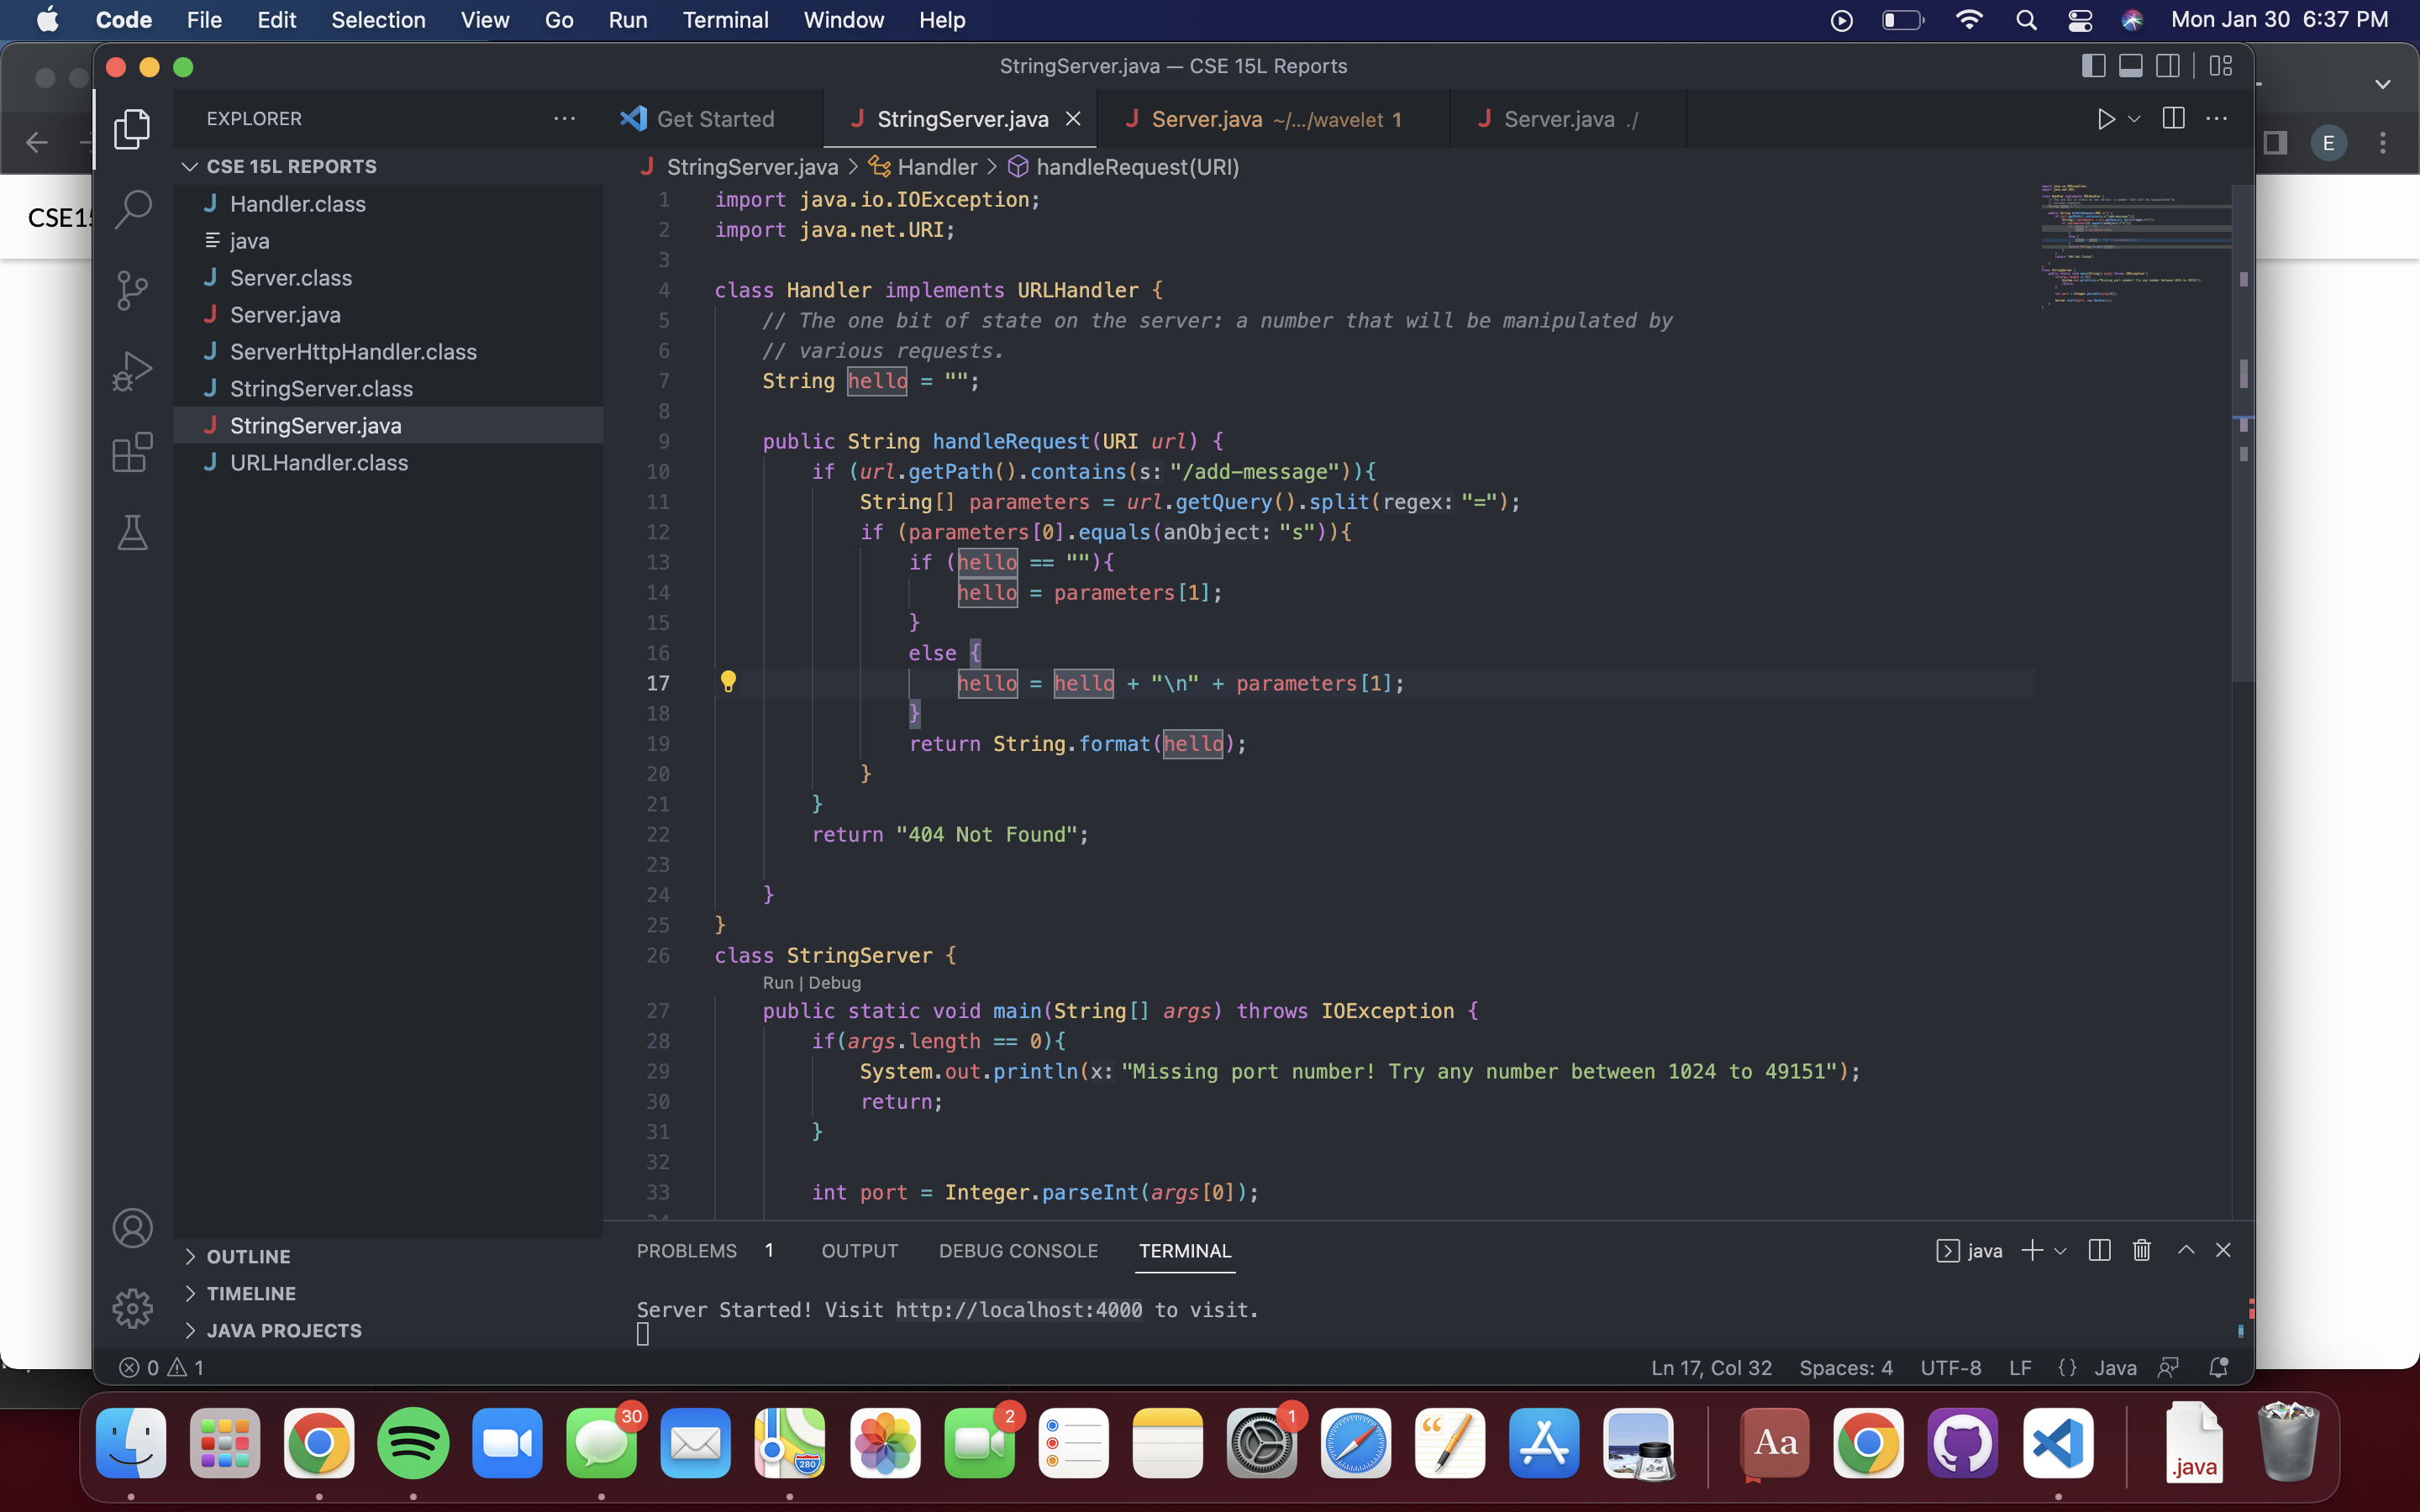 Code File Edit Selection View Go Run Terminal Window Help Mon Jan 30 6:37 PM
StringServer.java — CSE 15L Reports
EXPLORER
Get Started StringServer.java Server.java ~/.../wavelet 1 Server.java ./
E
CSE 15L REPORTS
StringServer.java > Handler > handleRequest(URI)
CSE15
Handler.class
java
Server.class
Server.java
ServerHttpHandler.class
StringServer.class
StringServer.java
URLHandler.class
1 import java.io.IOException;
2 import java.net.URI;
3
4 class Handler implements URLHandler {
5 // The one bit of state on the server: a number that will be manipulated by
6 // various requests.
7 String hello = "";
8
9 public String handleRequest(URI url) {
10 if (url.getPath().contains(s:"/add-message")){
11 String[] parameters = url.getQuery().split(regex:"=");
12 if (parameters[0].equals(anObject:"s")){
13 if (hello == ""){
14 hello = parameters[1];
15 }
16 else {
17 hello = hello + "\n" + parameters[1];
18 }
19 return String.format(hello);
20 }
21 }
22 return "404 Not Found";
23
24 }
25 }
26 class StringServer {
Run | Debug
27 public static void main(String[] args) throws IOException {
28 if(args.length == 0){
29 System.out.println(x:"Missing port number! Try any number between 1024 to 49151");
30 return;
31 }
32
33 int port = Integer.parseInt(args[0]);
OUTLINE
TIMELINE
JAVA PROJECTS
PROBLEMS 1 OUTPUT DEBUG CONSOLE TERMINAL java
Server Started! Visit http://localhost:4000 to visit.
0 1 Ln 17, Col 32 Spaces: 4 UTF-8 LF {} Java
30 2 1
280
Aa
.java